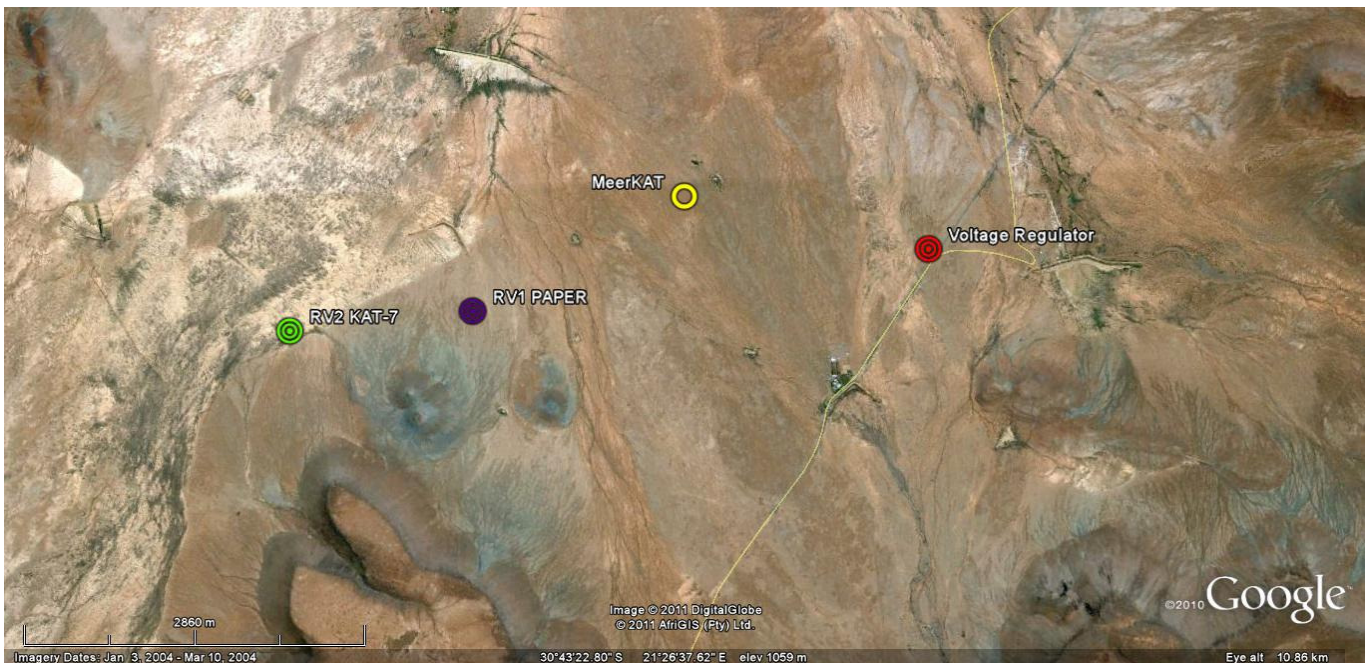 MeerKAT
Voltage Regulator
RV1 PAPER
RV2 KAT-7
Image © 2011 DigitalGlobe
© 2011 AfriGIS (Pty) Ltd.
©2010 Google™
2860 m
Imagery Dates: Jan 3, 2004 - Mar 10, 2004
30°43'22.80" S 21°26'37.62" E elev 1059 m
Eye alt 10.86 km